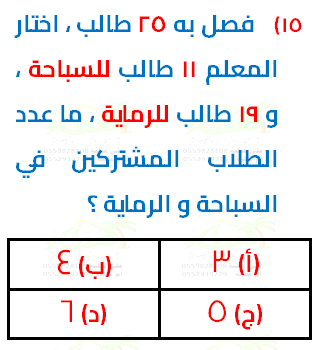 ١٥) فصل به ٢٥ طالب ، اختار
المعلم ١١ طالب للسباحة ،
و ١٩ طالب للرماية ، ما عدد
الطلاب المشتركين في
السباحة و الرماية ؟
(أ) ٣ (ب) ٤
(ج) ٥ (د) ٦